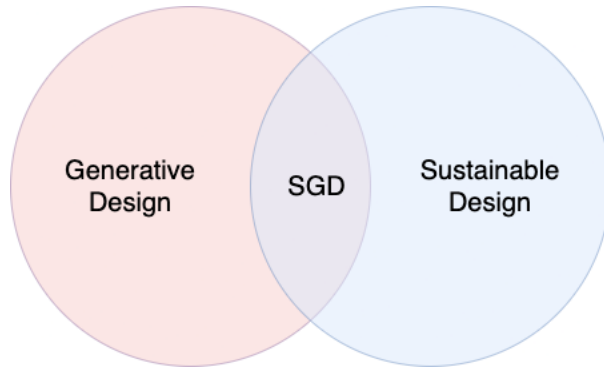 Generative
Design
SGD
Sustainable
Design